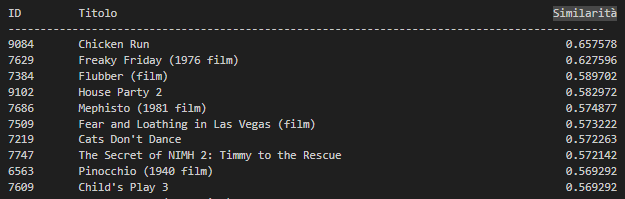 ID Titolo Similarità
--------------------------------------------------------------------------------
9084 Chicken Run 0.657578
7629 Freaky Friday (1976 film) 0.627596
7384 Flubber (film) 0.589702
9102 House Party 2 0.582972
7686 Mephisto (1981 film) 0.574877
7509 Fear and Loathing in Las Vegas (film) 0.573222
7219 Cats Don't Dance 0.572263
7747 The Secret of NIMH 2: Timmy to the Rescue 0.572142
6563 Pinocchio (1940 film) 0.569292
7609 Child's Play 3 0.569292